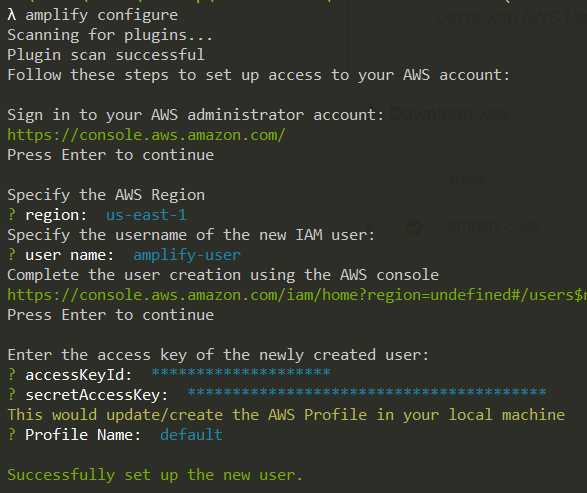 λ amplify configure
Scanning for plugins...
Plugin scan successful
Follow these steps to set up access to your AWS account:
Sign in to your AWS administrator account:
https://console.aws.amazon.com/
Press Enter to continue
Specify the AWS Region
? region:  us-east-1
Specify the username of the new IAM user:
? user name:  amplify-user
Complete the user creation using the AWS console
https://console.aws.amazon.com/iam/home?region=undefined#/users$
Press Enter to continue
Enter the access key of the newly created user:
? accessKeyId:  ********************
? secretAccessKey:  ****************************************
This would update/create the AWS Profile in your local machine
? Profile Name:  default
Successfully set up the new user.
Users with AWS
Download .csv
User
amplify-user